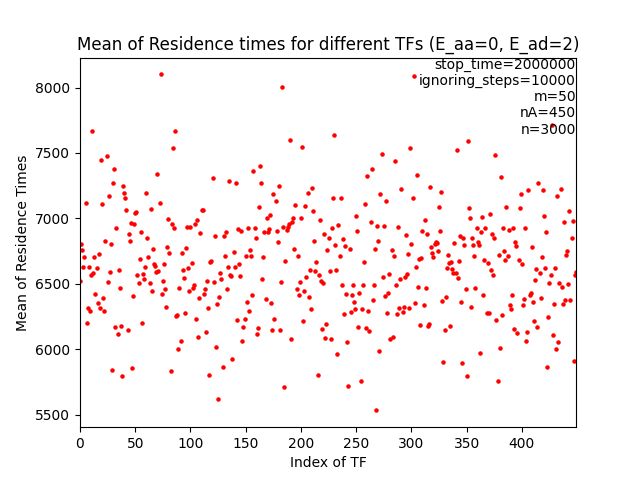 Mean of Residence times for different TFs (E_aa=0, E_ad=2)
stop_time=2000000
ignoring_steps=10000
m=50
nA=450
n=3000
8000
7500
7000
6500
6000
5500
Mean of Residence Times
0 50 100 150 200 250 300 350 400
Index of TF